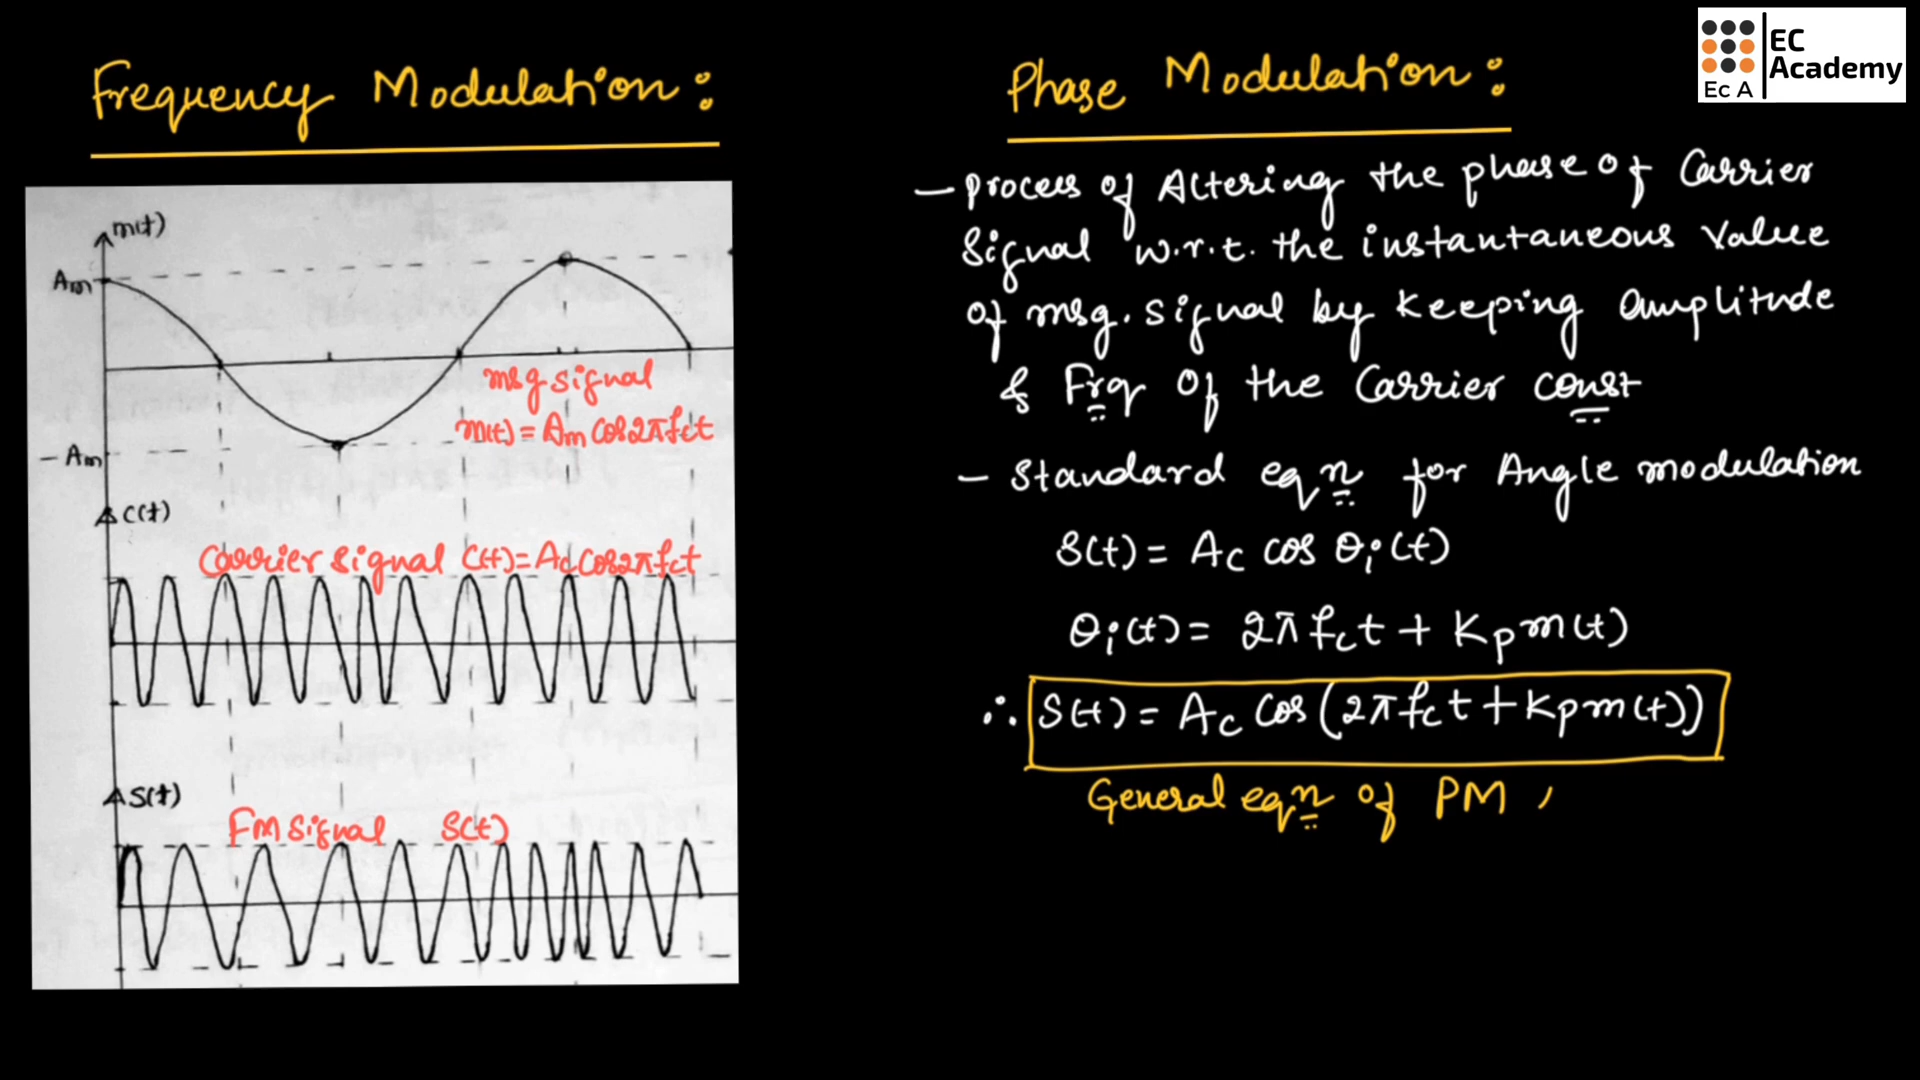 Frequency Modulation:
m(t)
Am
msg signal
m(t) = Am Cos2πfct
- Am
C(t)
Carrier Signal C(t) = Ac Cos2πfct
S(t)
FM Signal S(t)
Phase Modulation:
EC
Academy
Ec A
- Process of Altering the phase of Carrier
Signal w.r.t. the instantaneous value
of msg. signal by keeping amplitude
& Frq of the Carrier const
- Standard eqn for Angle modulation
S(t) = Ac cos θi(t)
θi(t) = 2πfct + Kpm(t)
∴ S(t) = Ac Cos(2πfct + Kpm(t))
General eqn of PM,